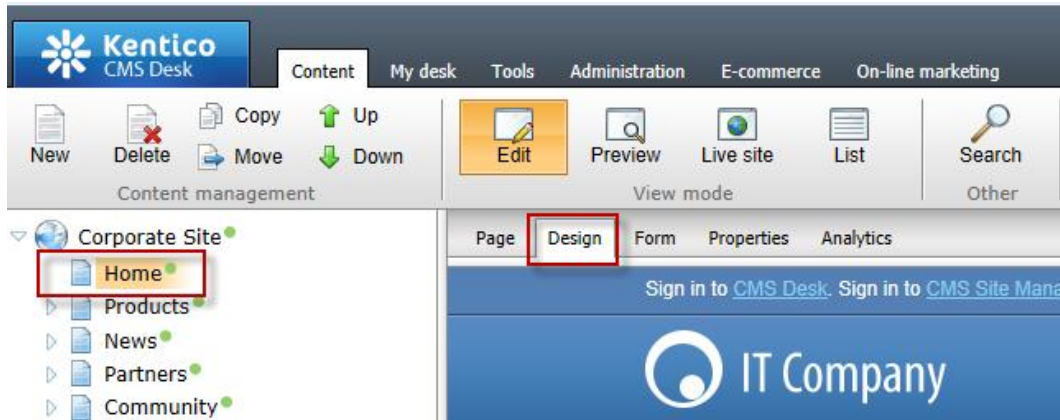 Kentico
CMS Desk
Content My desk Tools Administration E-commerce On-line marketing
New Delete Copy Move Up Down
Content management
Edit Preview Live site List
View mode
Search
Other
Corporate Site
Home
Products
News
Partners
Community
Page Design Form Properties Analytics
Sign in to CMS Desk. Sign in to CMS Site Mana
IT Company